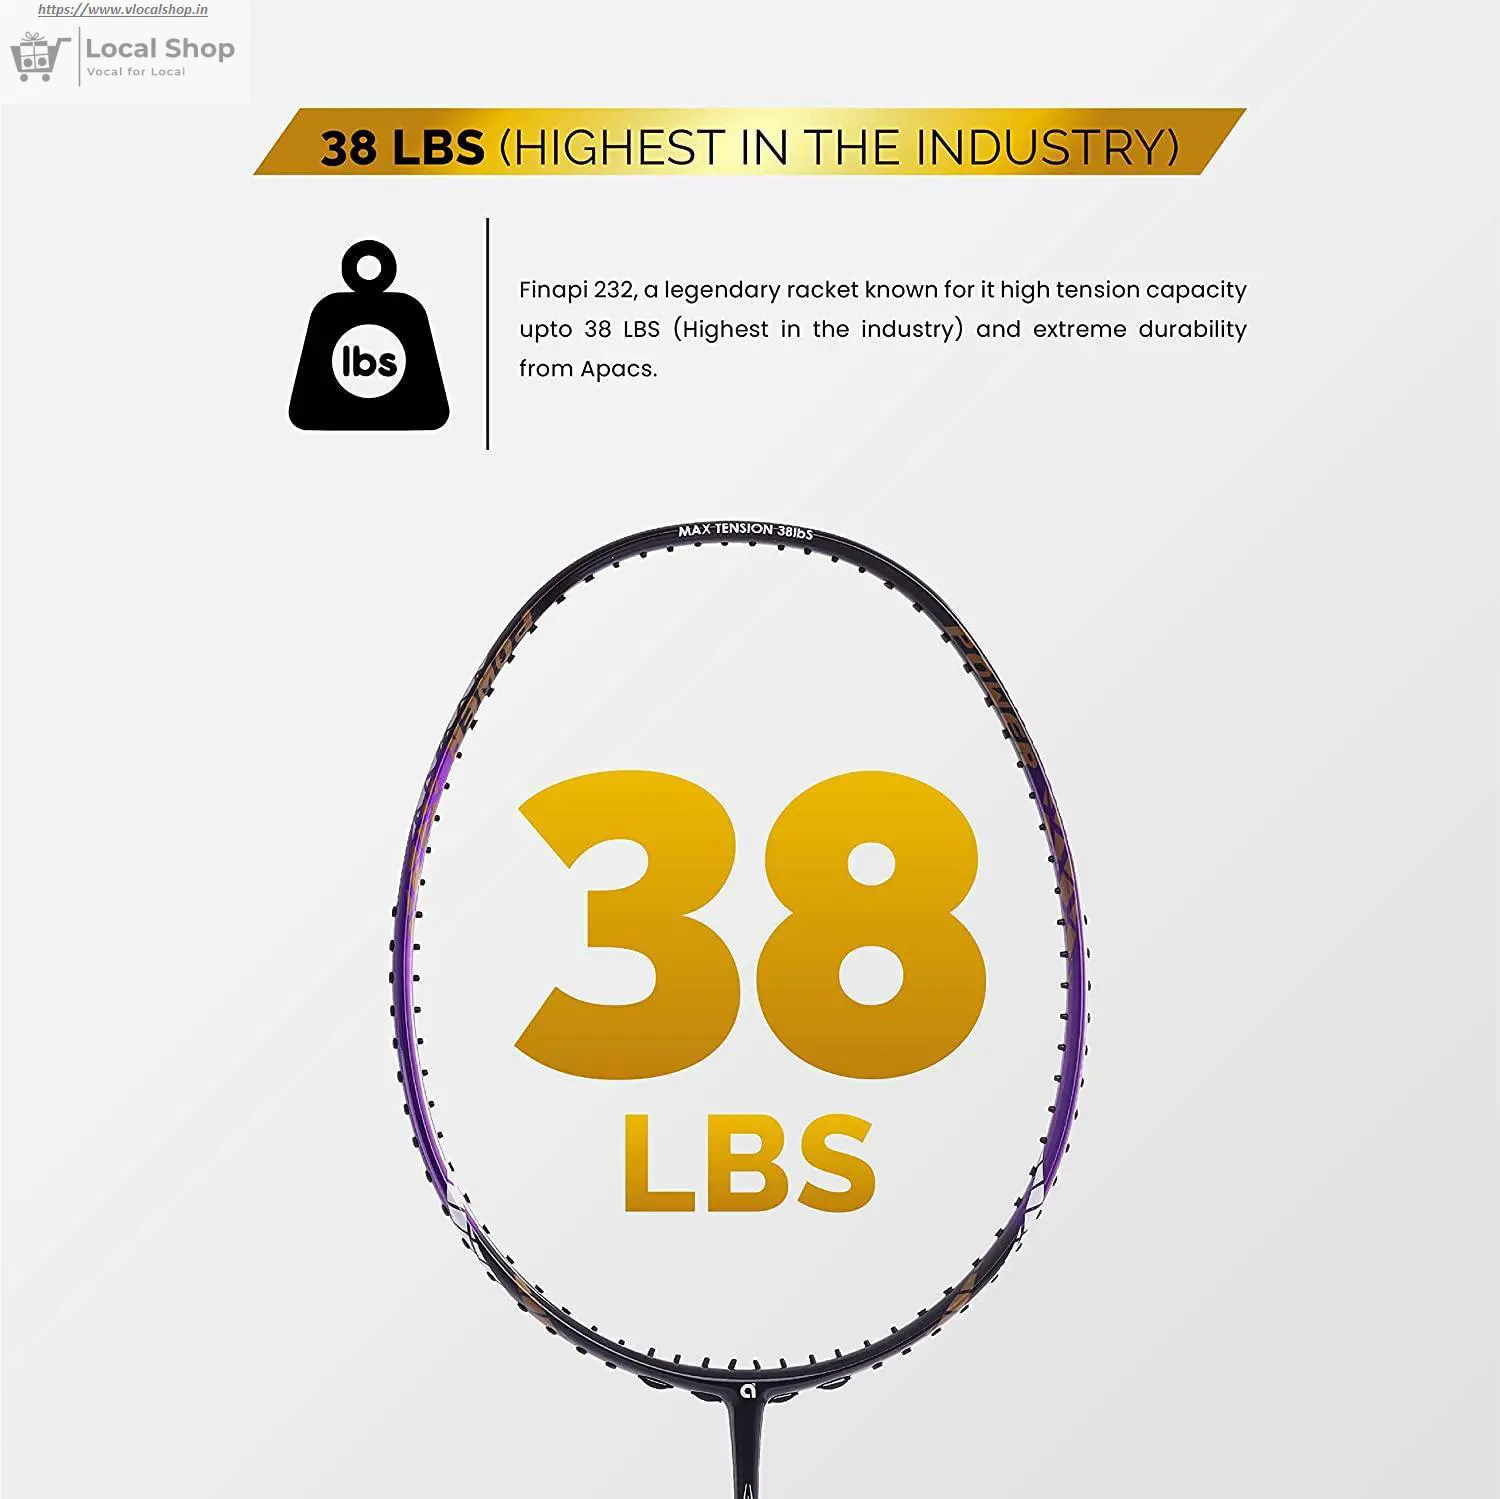 https://www.vlocalshop.in
Local Shop
Vocal for Local
38 LBS (HIGHEST IN THE INDUSTRY)
lbs
Finapi 232, a legendary racket known for it high tension capacity
upto 38 LBS (Highest in the industry) and extreme durability
from Apacs.
MAX TENSION 38lbS
POWER
POWER
38
LBS